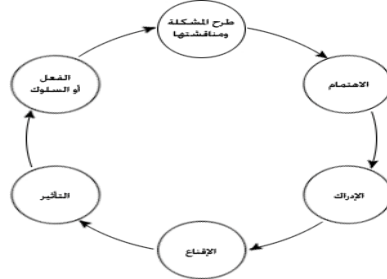 طرح المشكلة
ومناقشتها
الاهتمام
الإدراك
الإقناع
التأثير
الفعل
أو السلوك